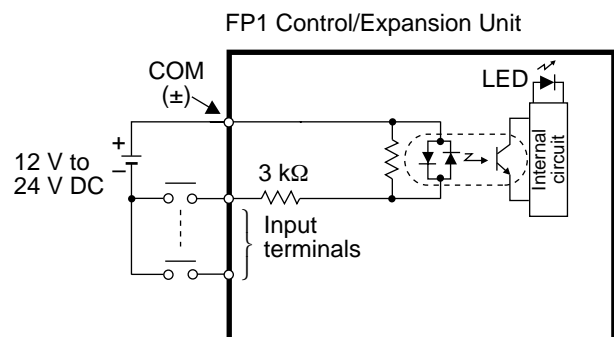 FP1 Control/Expansion Unit
COM
(±)
LED
+
−
12 V to
24 V DC
3 kΩ
Input
terminals
Internal
circuit